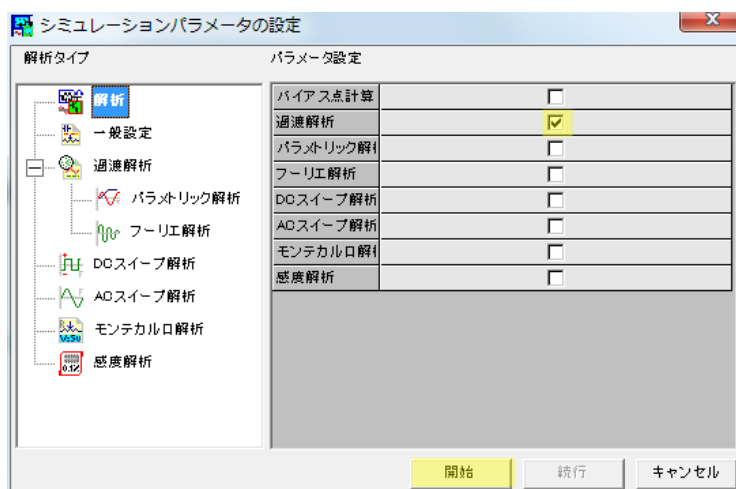 シミュレーションパラメータの設定
解析タイプ
パラメータ設定
解析
一般設定
過渡解析
パラメトリック解析
フーリエ解析
DCスイープ解析
ACスイープ解析
モンテカルロ解析
感度解析
バイアス点計算
過渡解析
パラメトリック解
フーリエ解析
DCスイープ解析
ACスイープ解析
モンテカルロ解
感度解析
開始
続行
キャンセル